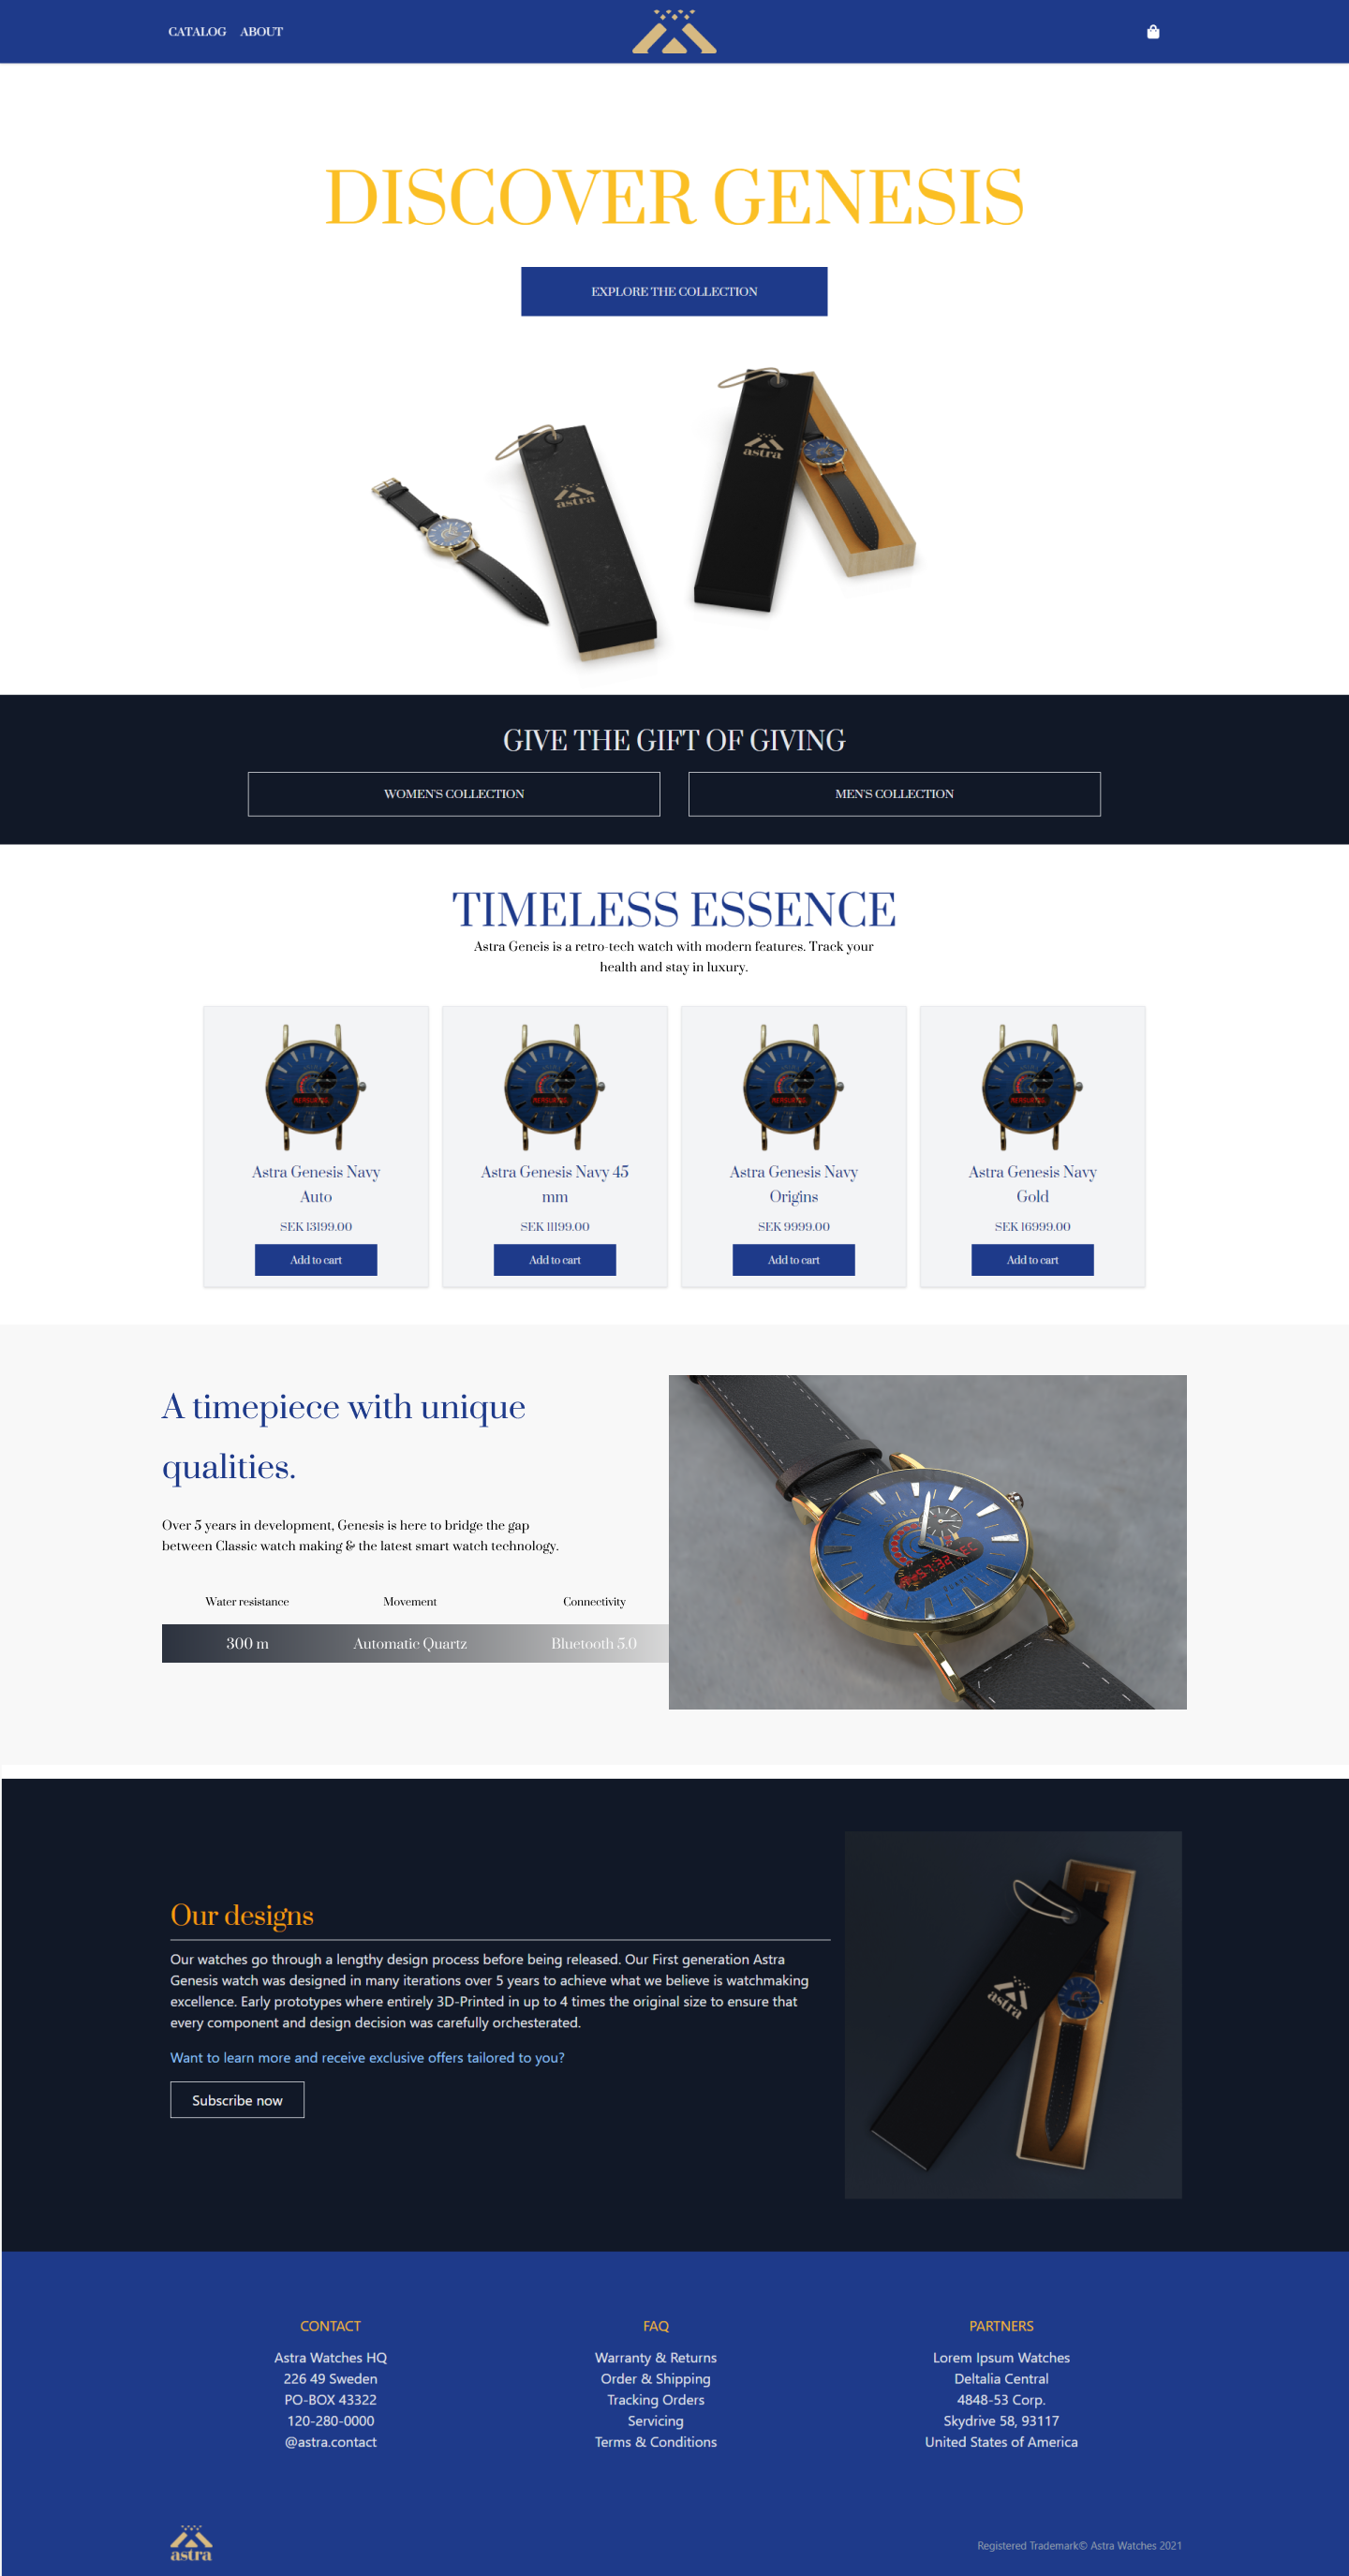 CATALOG ABOUT
DISCOVER GENESIS
EXPLORE THE COLLECTION
astra
astra
GIVE THE GIFT OF GIVING
WOMEN'S COLLECTION
MEN'S COLLECTION
TIMELESS ESSENCE
Astra Geneis is a retro-tech watch with modern features. Track your
health and stay in luxury.
Astra Genesis Navy
Auto
SEK 13199.00
Add to cart
Astra Genesis Navy 45
mm
SEK 11199.00
Add to cart
Astra Genesis Navy
Origins
SEK 9999.00
Add to cart
Astra Genesis Navy
Gold
SEK 16999.00
Add to cart
A timepiece with unique
qualities.
Over 5 years in development, Genesis is here to bridge the gap
between Classic watch making & the latest smart watch technology.
Water resistance Movement Connectivity
300 m Automatic Quartz Bluetooth 5.0
Our designs
Our watches go through a lengthy design process before being released. Our First generation Astra
Genesis watch was designed in many iterations over 5 years to achieve what we believe is watchmaking
excellence. Early prototypes where entirely 3D-Printed in up to 4 times the original size to ensure that
every component and design decision was carefully orchesterated.
Want to learn more and receive exclusive offers tailored to you?
Subscribe now
astra
CONTACT
Astra Watches HQ
226 49 Sweden
PO-BOX 43322
120-280-0000
@astra.contact
FAQ
Warranty & Returns
Order & Shipping
Tracking Orders
Servicing
Terms & Conditions
PARTNERS
Lorem Ipsum Watches
Deltalia Central
4848-53 Corp.
Skydrive 58, 93117
United States of America
astra
Registered Trademark© Astra Watches 2021